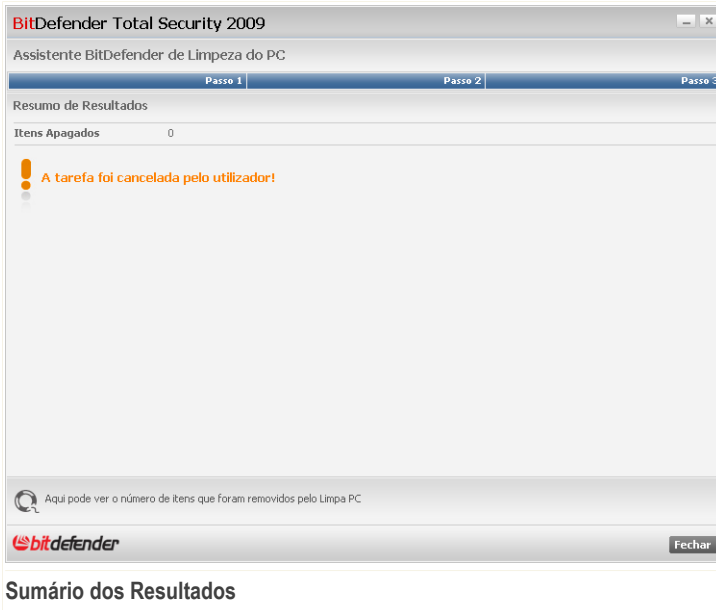 BitDefender Total Security 2009
Assistente BitDefender de Limpeza do PC
Passo 1 Passo 2 Passo 3
Resumo de Resultados
Itens Apagados 0
A tarefa foi cancelada pelo utilizador!
Aqui pode ver o número de itens que foram removidos pelo Limpa PC
bitdefender
Fechar
Sumário dos Resultados